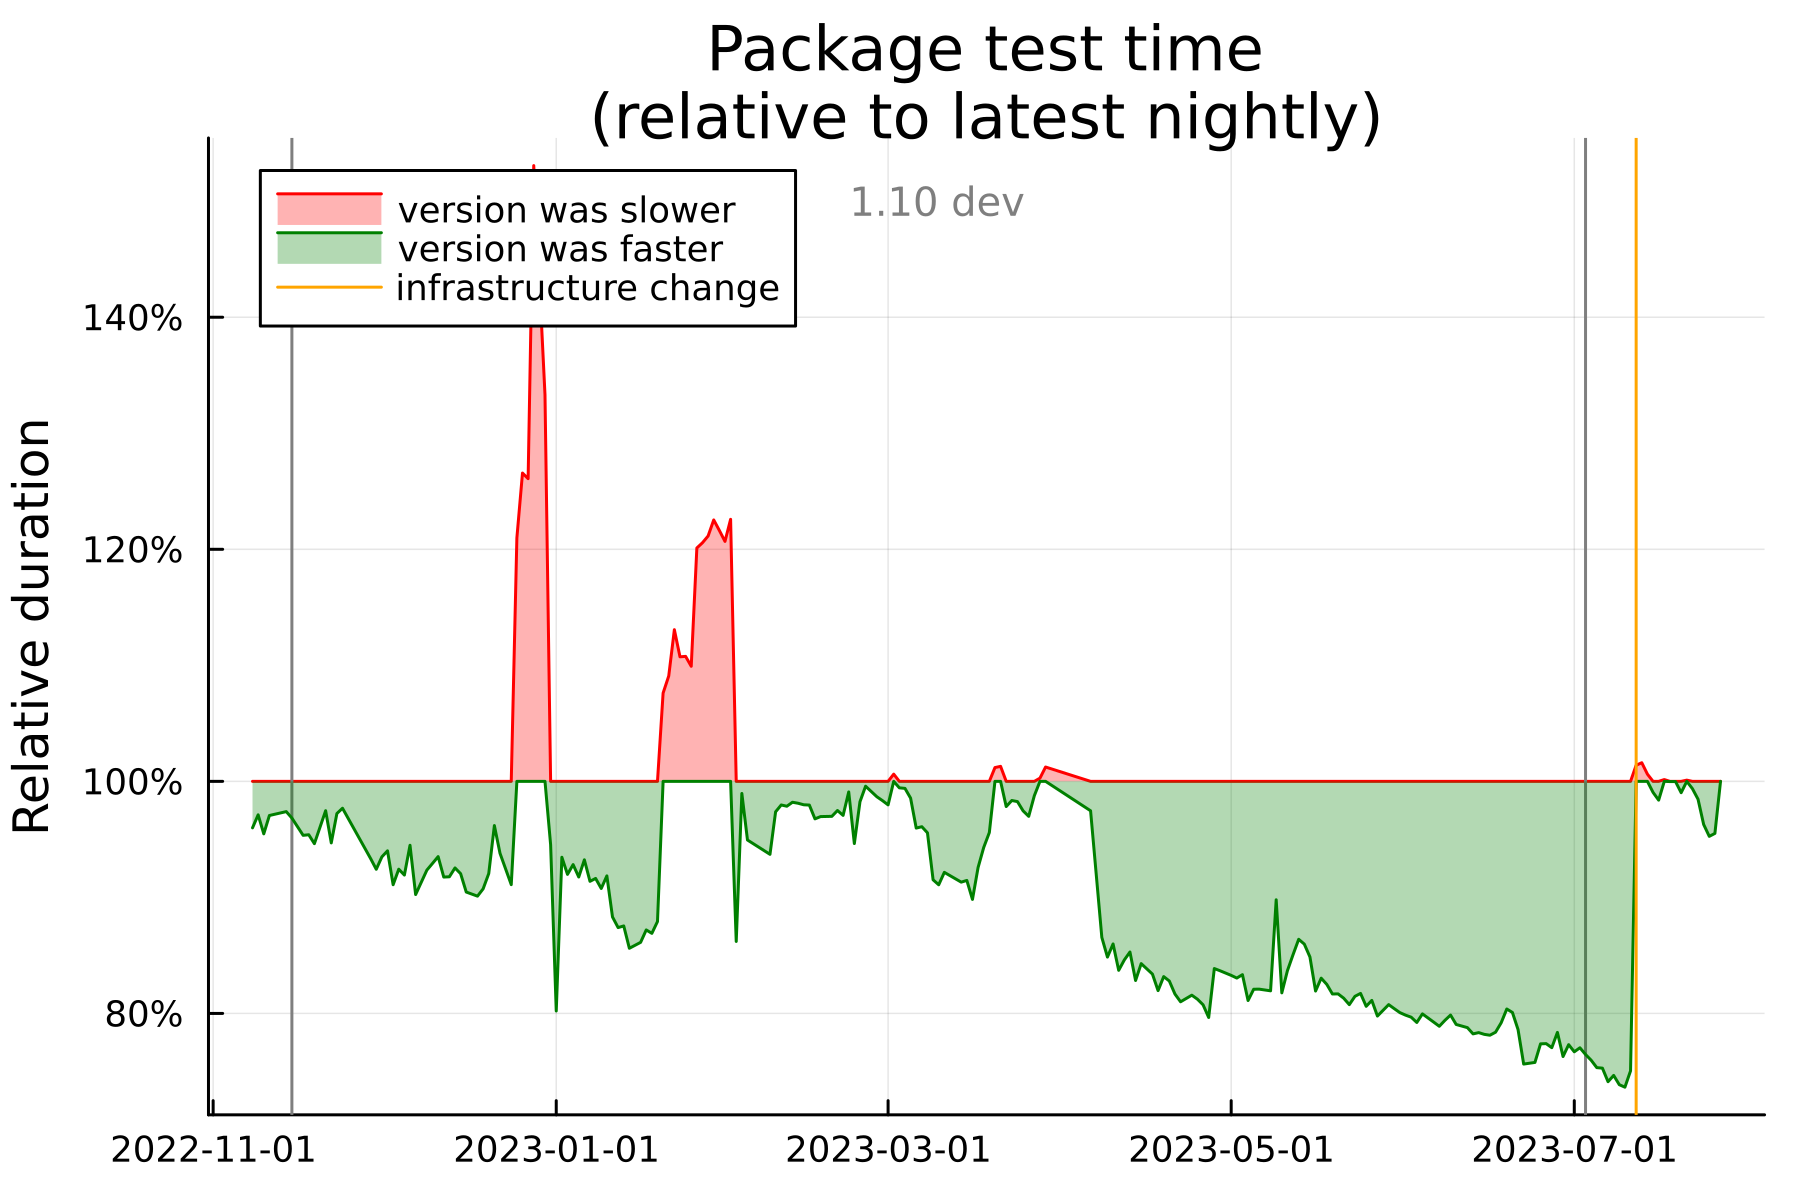 Package test time
(relative to latest nightly)
1.10 dev
version was slower
version was faster
infrastructure change
Relative duration
140%
120%
100%
80%
2022-11-01
2023-01-01
2023-03-01
2023-05-01
2023-07-01